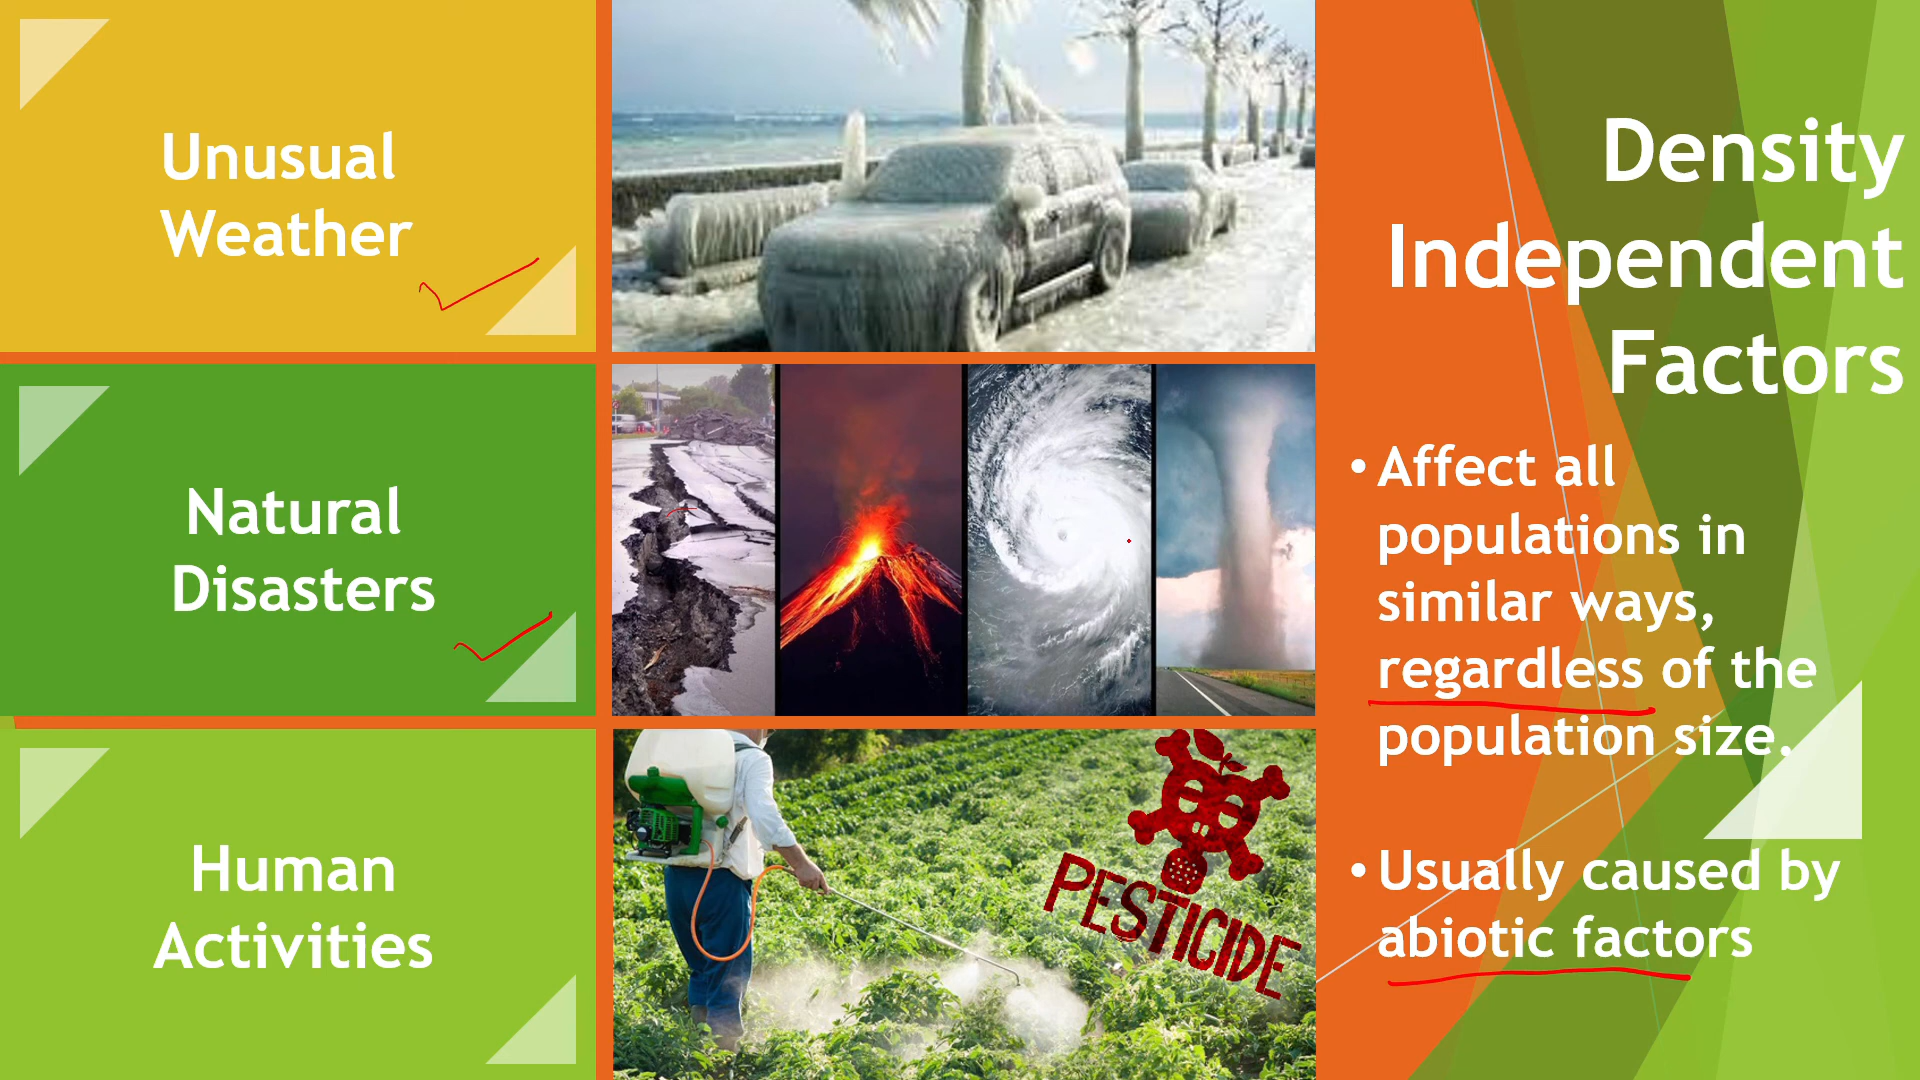 Unusual
Weather
Natural
Disasters
Human
Activities
PESTICIDE
Density
Independent
Factors
• Affect all
populations in
similar ways,
regardless of the
population size.
• Usually caused by
abiotic factors